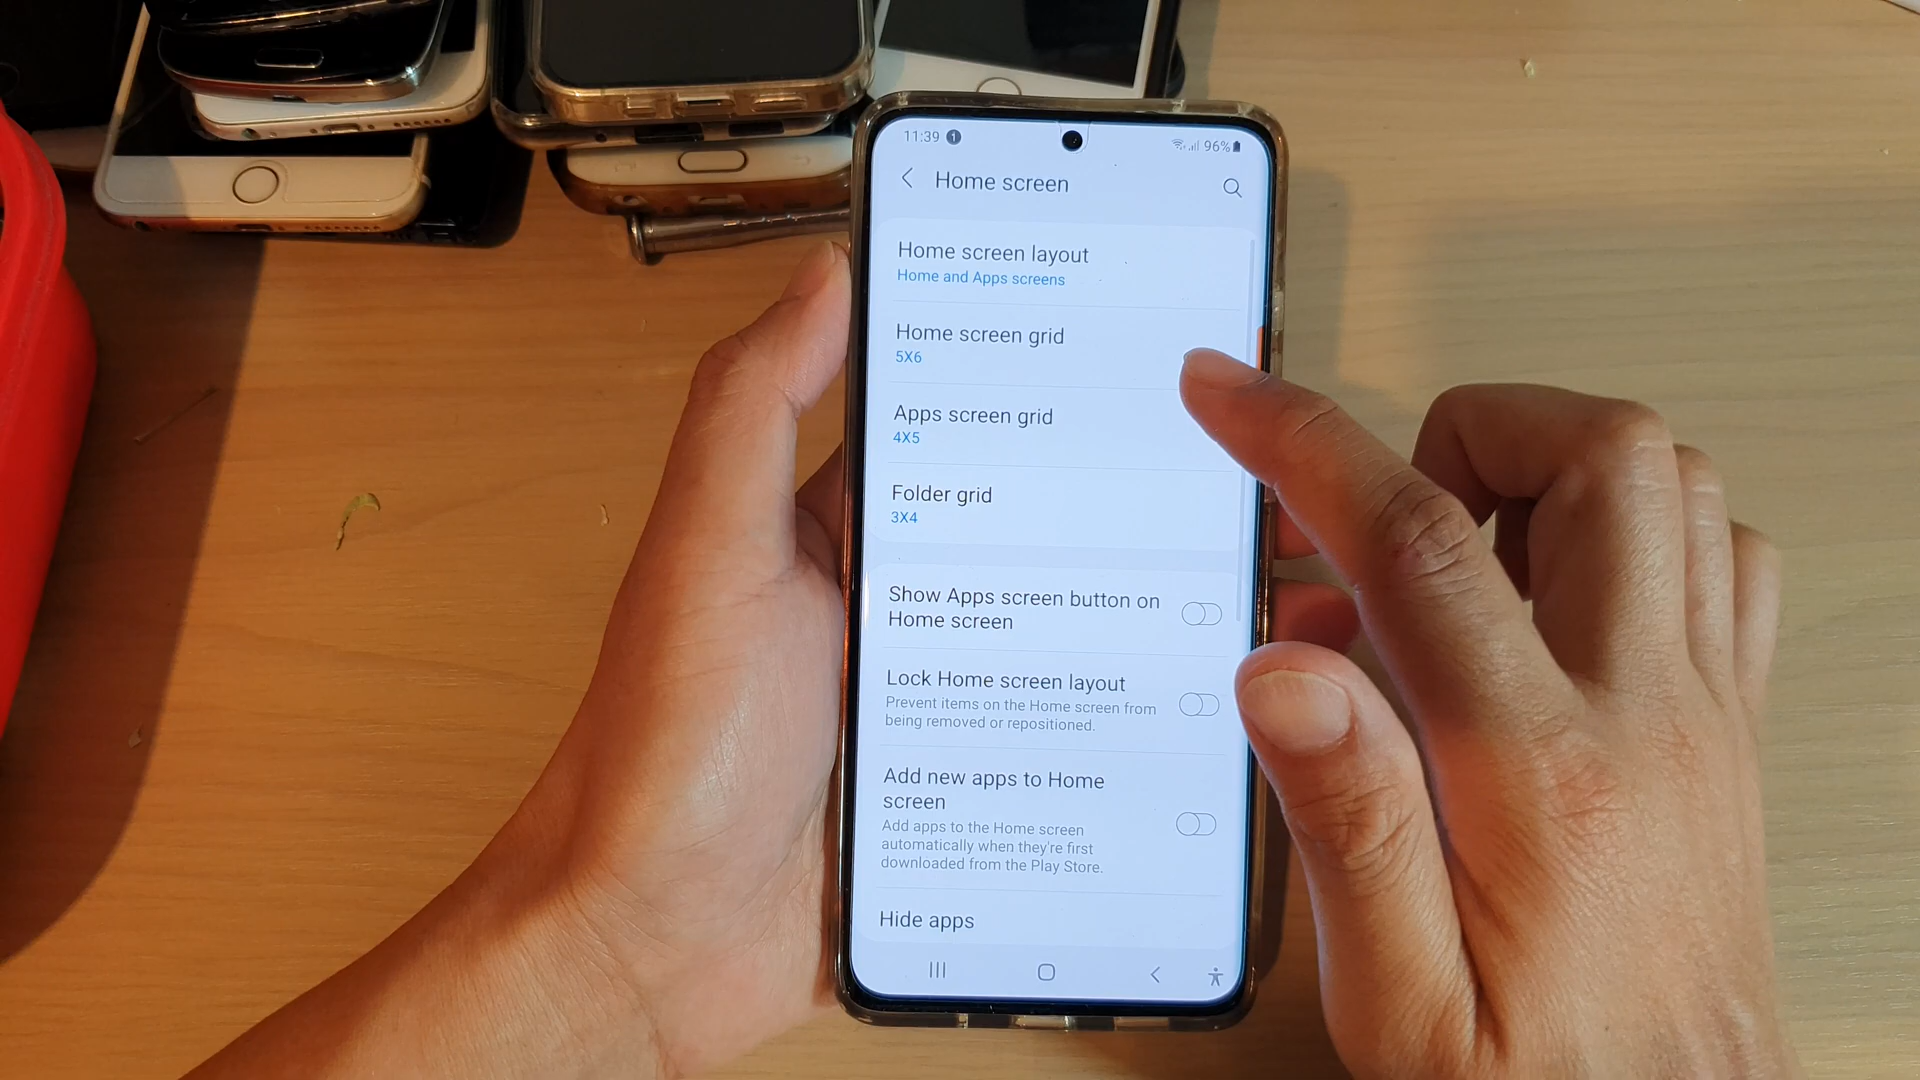 11:39 1 96%
Home screen
Home screen layout
Home and Apps screens
Home screen grid
5X6
Apps screen grid
4X5
Folder grid
3X4
Show Apps screen button on
Home screen
Lock Home screen layout
Prevent items on the Home screen from
being removed or repositioned.
Add new apps to Home
screen
Add apps to the Home screen
automatically when they're first
downloaded from the Play Store.
Hide apps